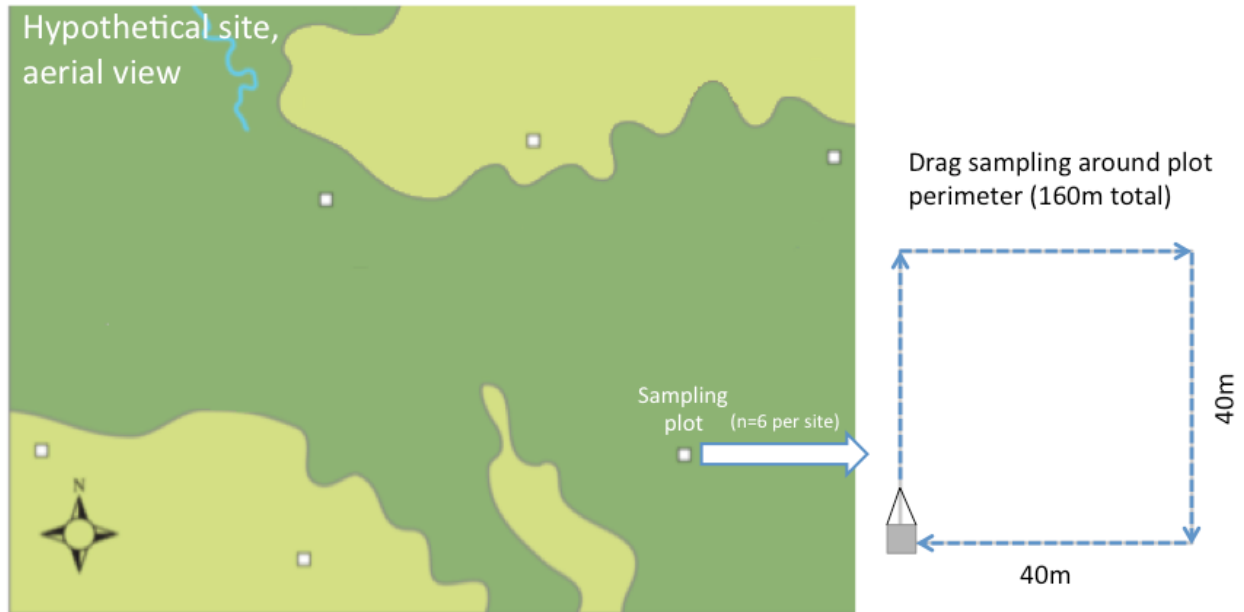 Hypothetical site,
aerial view
Drag sampling around plot
perimeter (160m total)
Sampling
plot
(n=6 per site)
40m
N
40m